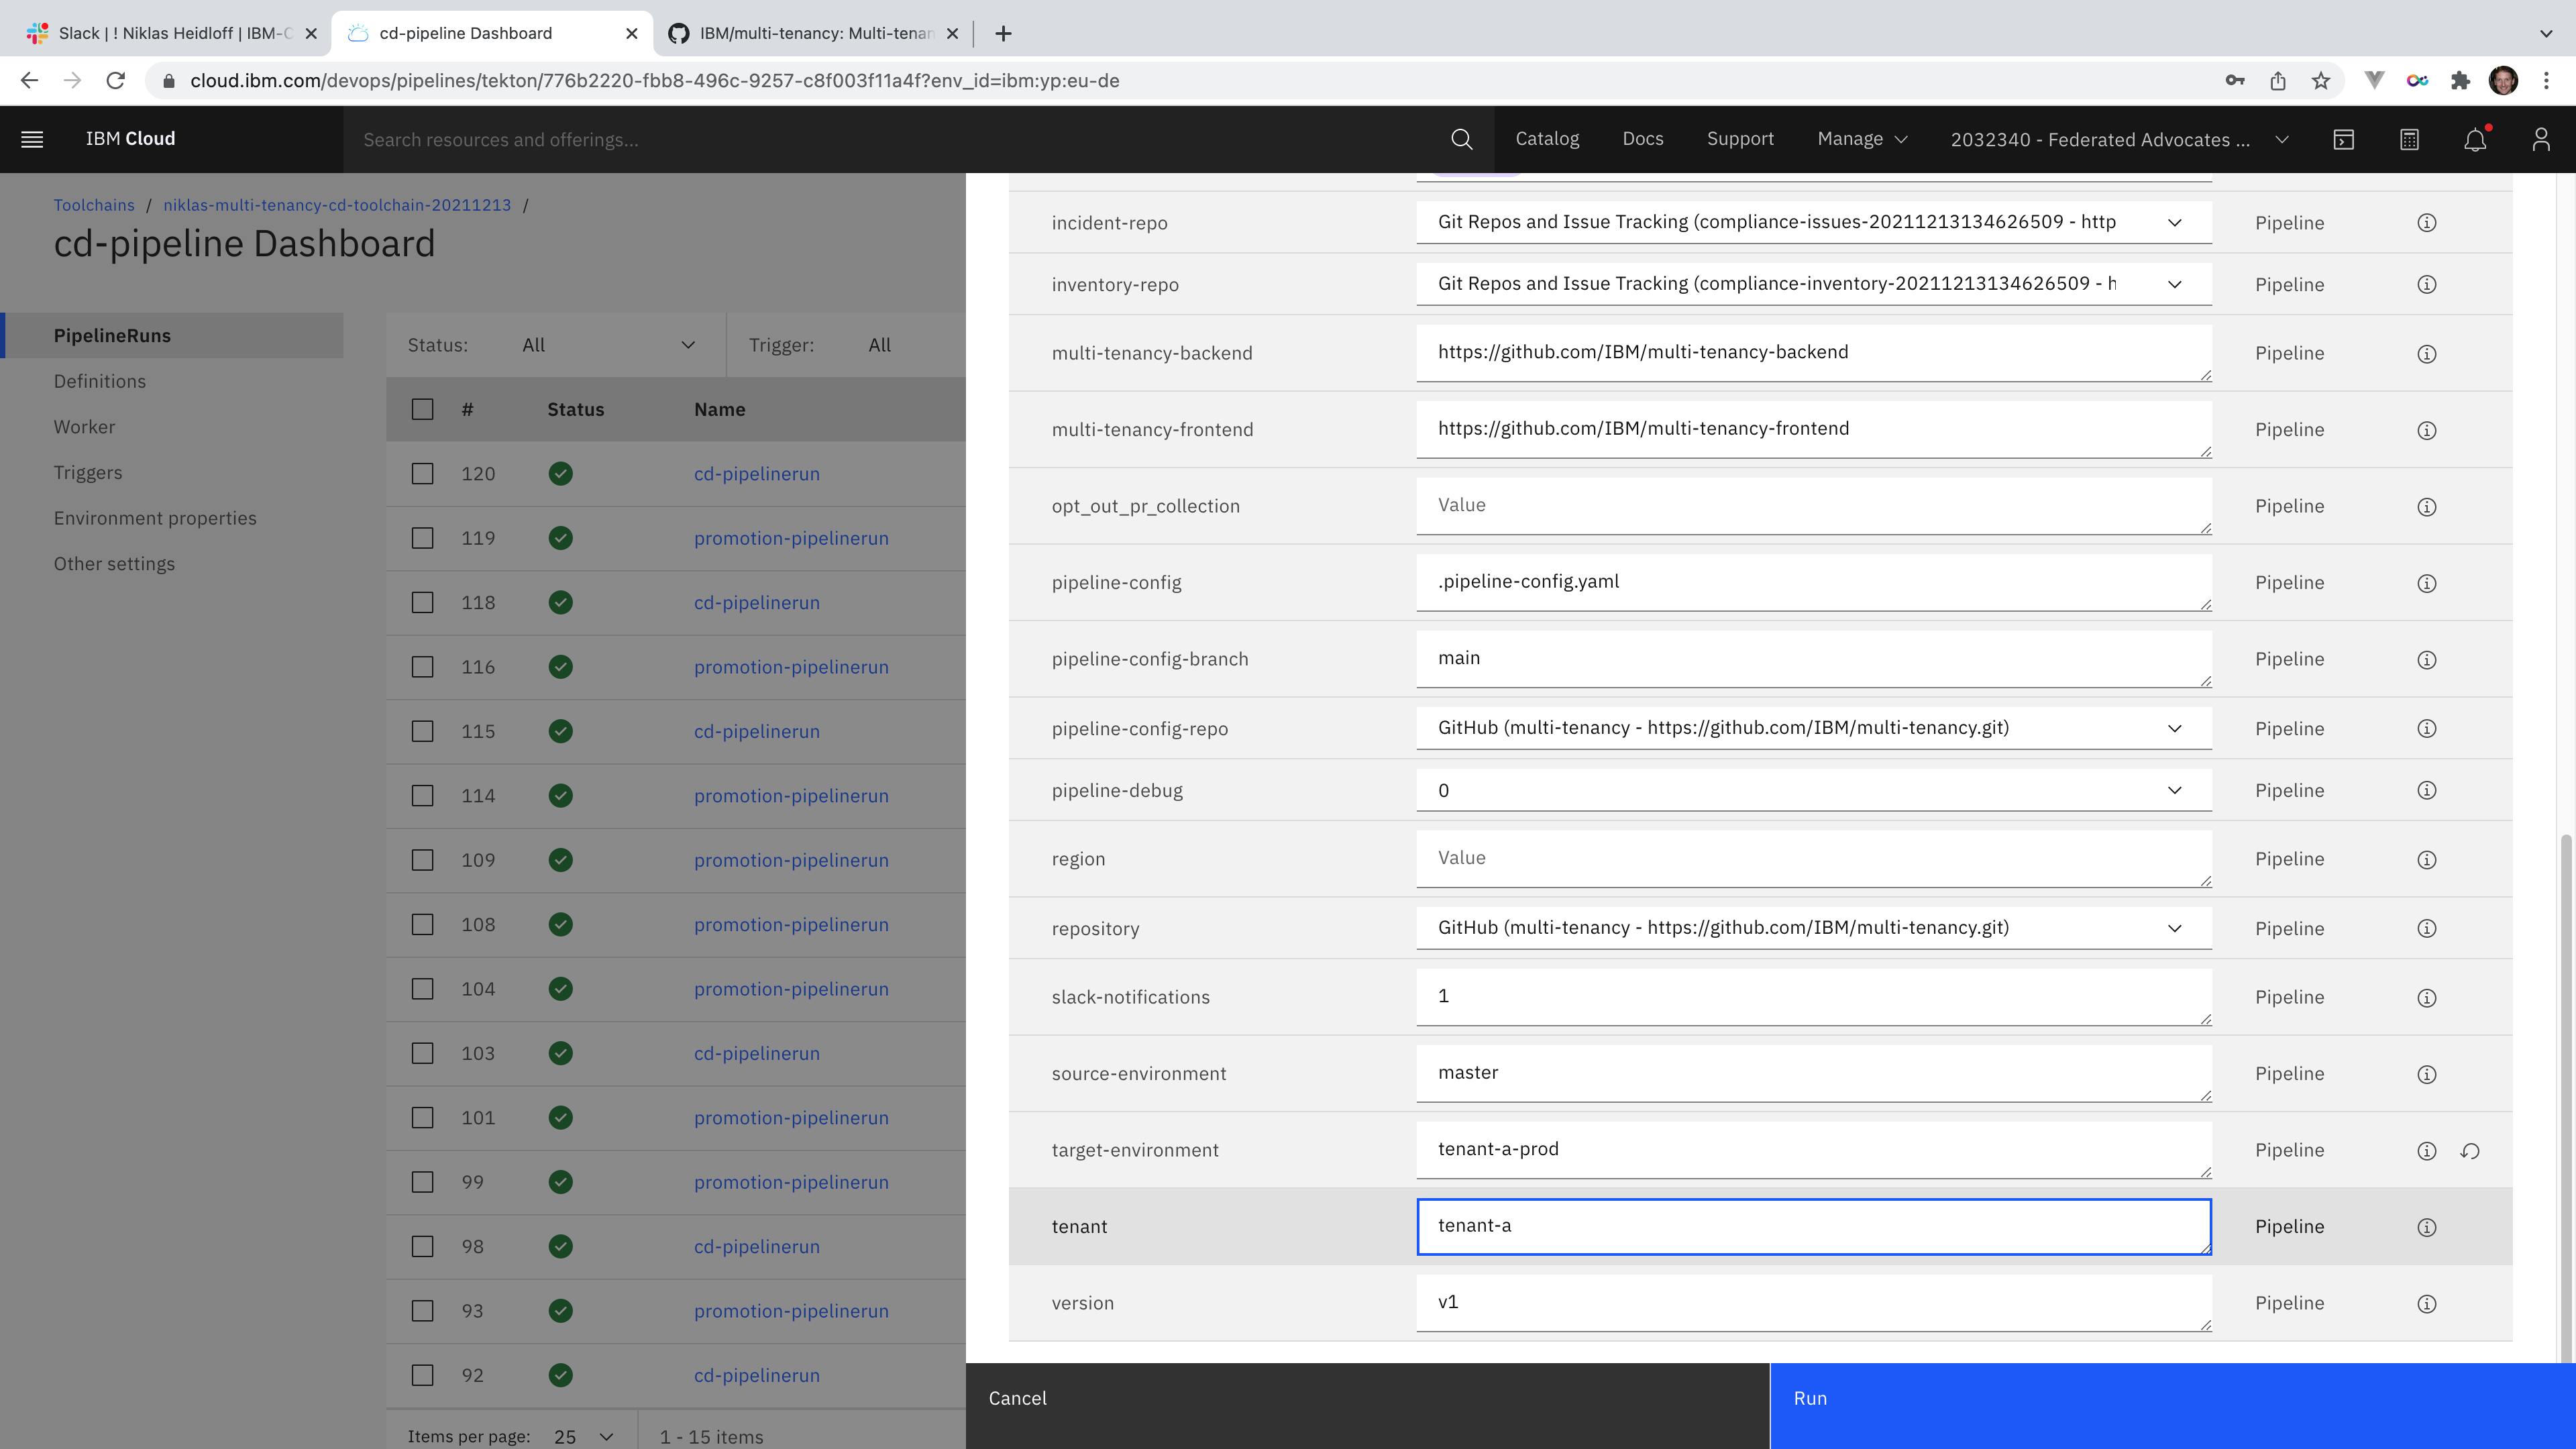 Slack | ! Niklas Heidloff | IBM-C
cd-pipeline Dashboard
IBM/multi-tenancy: Multi-tenan
cloud.ibm.com/devops/pipelines/tekton/776b2220-fbb8-496c-9257-c8f003f11a4f?env_id=ibm:yp:eu-de
IBM Cloud
Search resources and offerings...
Catalog
Docs
Support
Manage
2032340 - Federated Advocates ...
Toolchains / niklas-multi-tenancy-cd-toolchain-20211213 /
cd-pipeline Dashboard
PipelineRuns
Definitions
Worker
Triggers
Environment properties
Other settings
Status: All Trigger: All
# Status Name
120 cd-pipelinerun
119 promotion-pipelinerun
118 cd-pipelinerun
116 promotion-pipelinerun
115 cd-pipelinerun
114 promotion-pipelinerun
109 promotion-pipelinerun
108 promotion-pipelinerun
104 promotion-pipelinerun
103 cd-pipelinerun
101 promotion-pipelinerun
99 promotion-pipelinerun
98 cd-pipelinerun
93 promotion-pipelinerun
92 cd-pipelinerun
Items per page: 25 1 - 15 items
incident-repo Git Repos and Issue Tracking (compliance-issues-20211213134626509 - http Pipeline
inventory-repo Git Repos and Issue Tracking (compliance-inventory-20211213134626509 - h Pipeline
multi-tenancy-backend https://github.com/IBM/multi-tenancy-backend Pipeline
multi-tenancy-frontend https://github.com/IBM/multi-tenancy-frontend Pipeline
opt_out_pr_collection Value Pipeline
pipeline-config .pipeline-config.yaml Pipeline
pipeline-config-branch main Pipeline
pipeline-config-repo GitHub (multi-tenancy - https://github.com/IBM/multi-tenancy.git) Pipeline
pipeline-debug 0 Pipeline
region Value Pipeline
repository GitHub (multi-tenancy - https://github.com/IBM/multi-tenancy.git) Pipeline
slack-notifications 1 Pipeline
source-environment master Pipeline
target-environment tenant-a-prod Pipeline
tenant tenant-a Pipeline
version v1 Pipeline
Cancel
Run